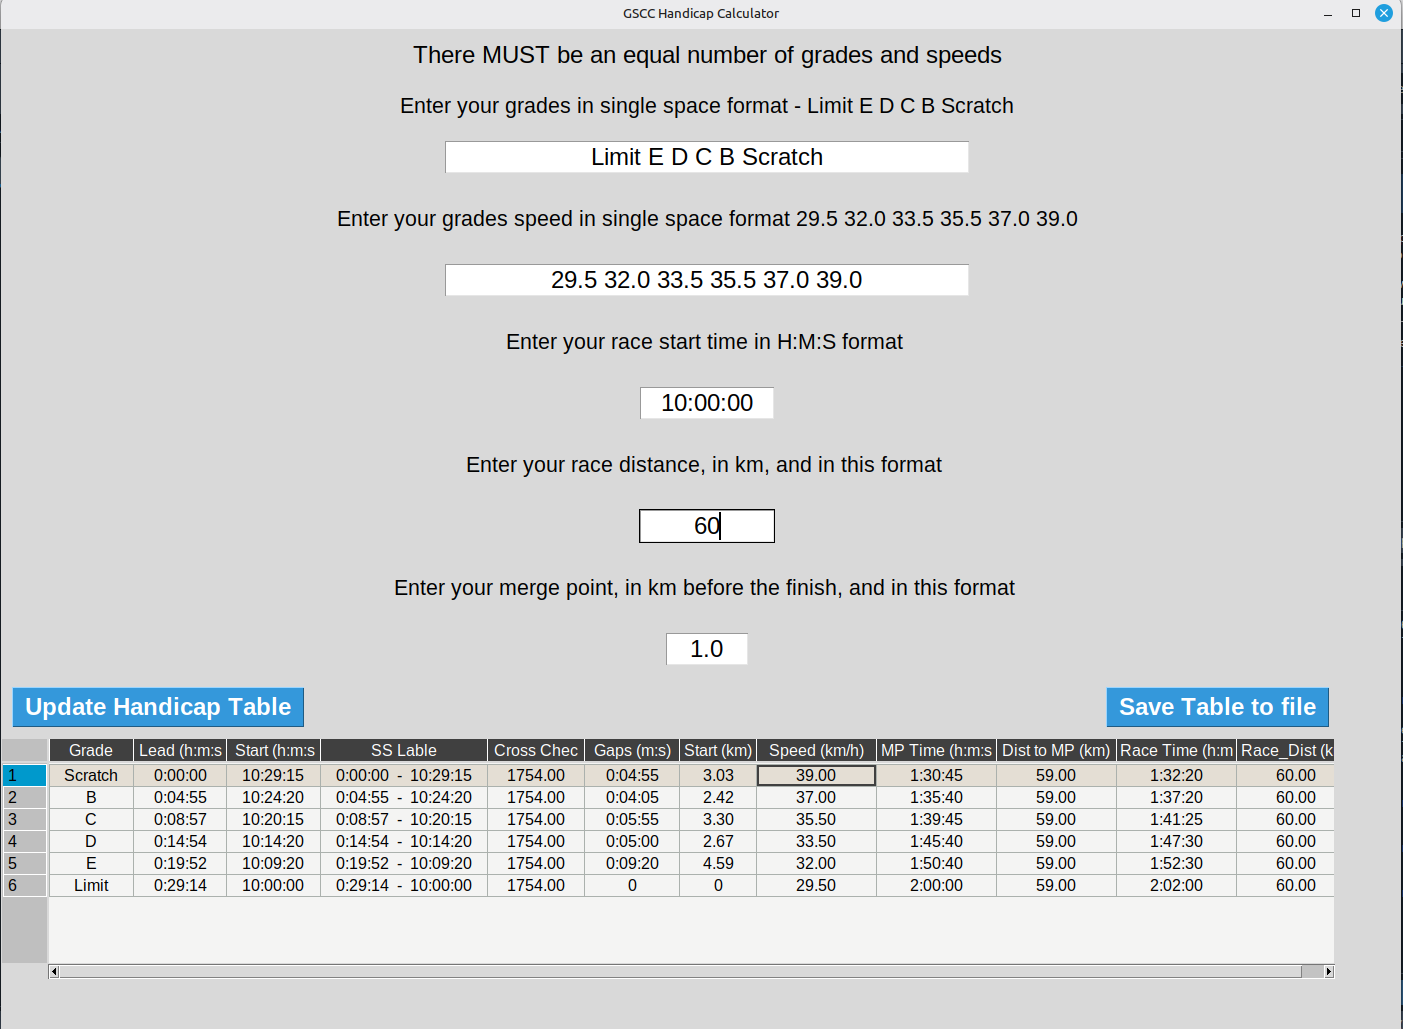 GSCC Handicap Calculator
There MUST be an equal number of grades and speeds
Enter your grades in single space format - Limit E D C B Scratch
Limit E D C B Scratch
Enter your grades speed in single space format 29.5 32.0 33.5 35.5 37.0 39.0
29.5 32.0 33.5 35.5 37.0 39.0
Enter your race start time in H:M:S format
10:00:00
Enter your race distance, in km, and in this format
60
Enter your merge point, in km before the finish, and in this format
1.0
Update Handicap Table Save Table to file
Grade Lead (h:m:s Start (h:m:s SS Lable Cross Chec Gaps (m:s) Start (km) Speed (km/h) MP Time (h:m:s Dist to MP (km) Race Time (h:m Race_Dist (k
1 Scratch 0:00:00 10:29:15 0:00:00 - 10:29:15 1754.00 0:04:55 3.03 39.00 1:30:45 59.00 1:32:20 60.00
2 B 0:04:55 10:24:20 0:04:55 - 10:24:20 1754.00 0:04:05 2.42 37.00 1:35:40 59.00 1:37:20 60.00
3 C 0:08:57 10:20:15 0:08:57 - 10:20:15 1754.00 0:05:55 3.30 35.50 1:39:45 59.00 1:41:25 60.00
4 D 0:14:54 10:14:20 0:14:54 - 10:14:20 1754.00 0:05:00 2.67 33.50 1:45:40 59.00 1:47:30 60.00
5 E 0:19:52 10:09:20 0:19:52 - 10:09:20 1754.00 0:09:20 4.59 32.00 1:50:40 59.00 1:52:30 60.00
6 Limit 0:29:14 10:00:00 0:29:14 - 10:00:00 1754.00 0 0 29.50 2:00:00 59.00 2:02:00 60.00